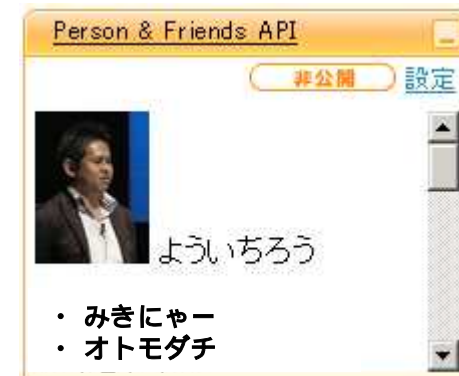 Person & Friends API
非公開 設定
よういちろう
・ みきにゃー
・ オトモダチ